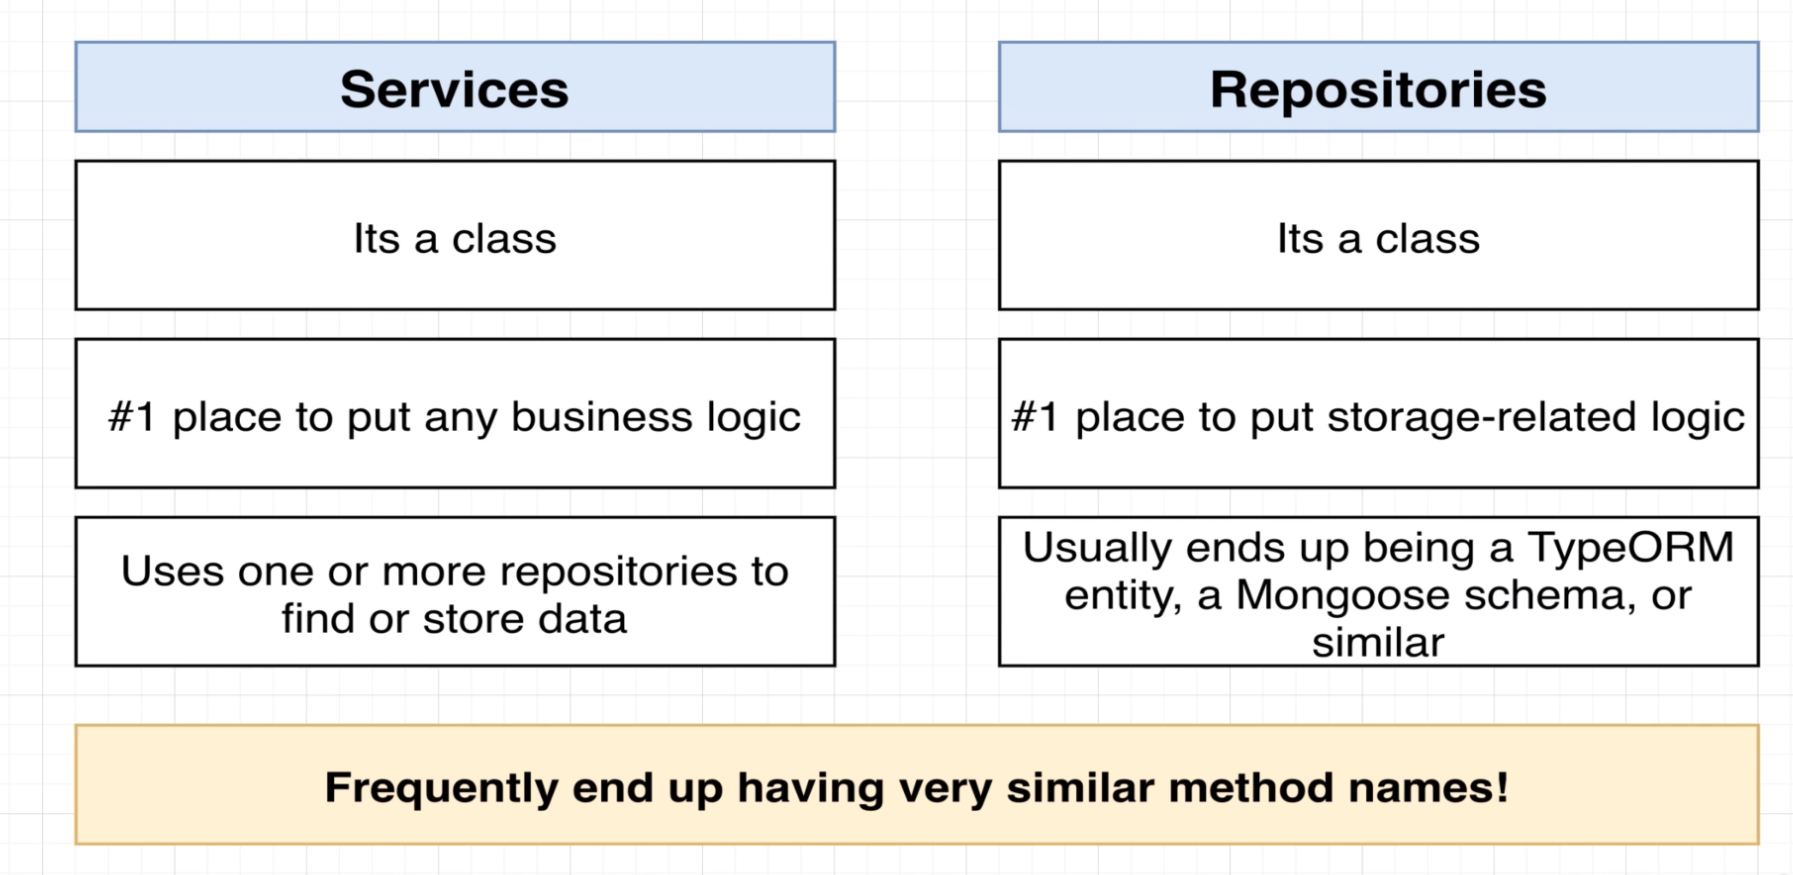 Services
Its a class
#1 place to put any business logic
Uses one or more repositories to
find or store data
Repositories
Its a class
#1 place to put storage-related logic
Usually ends up being a TypeORM
entity, a Mongoose schema, or
similar
Frequently end up having very similar method names!